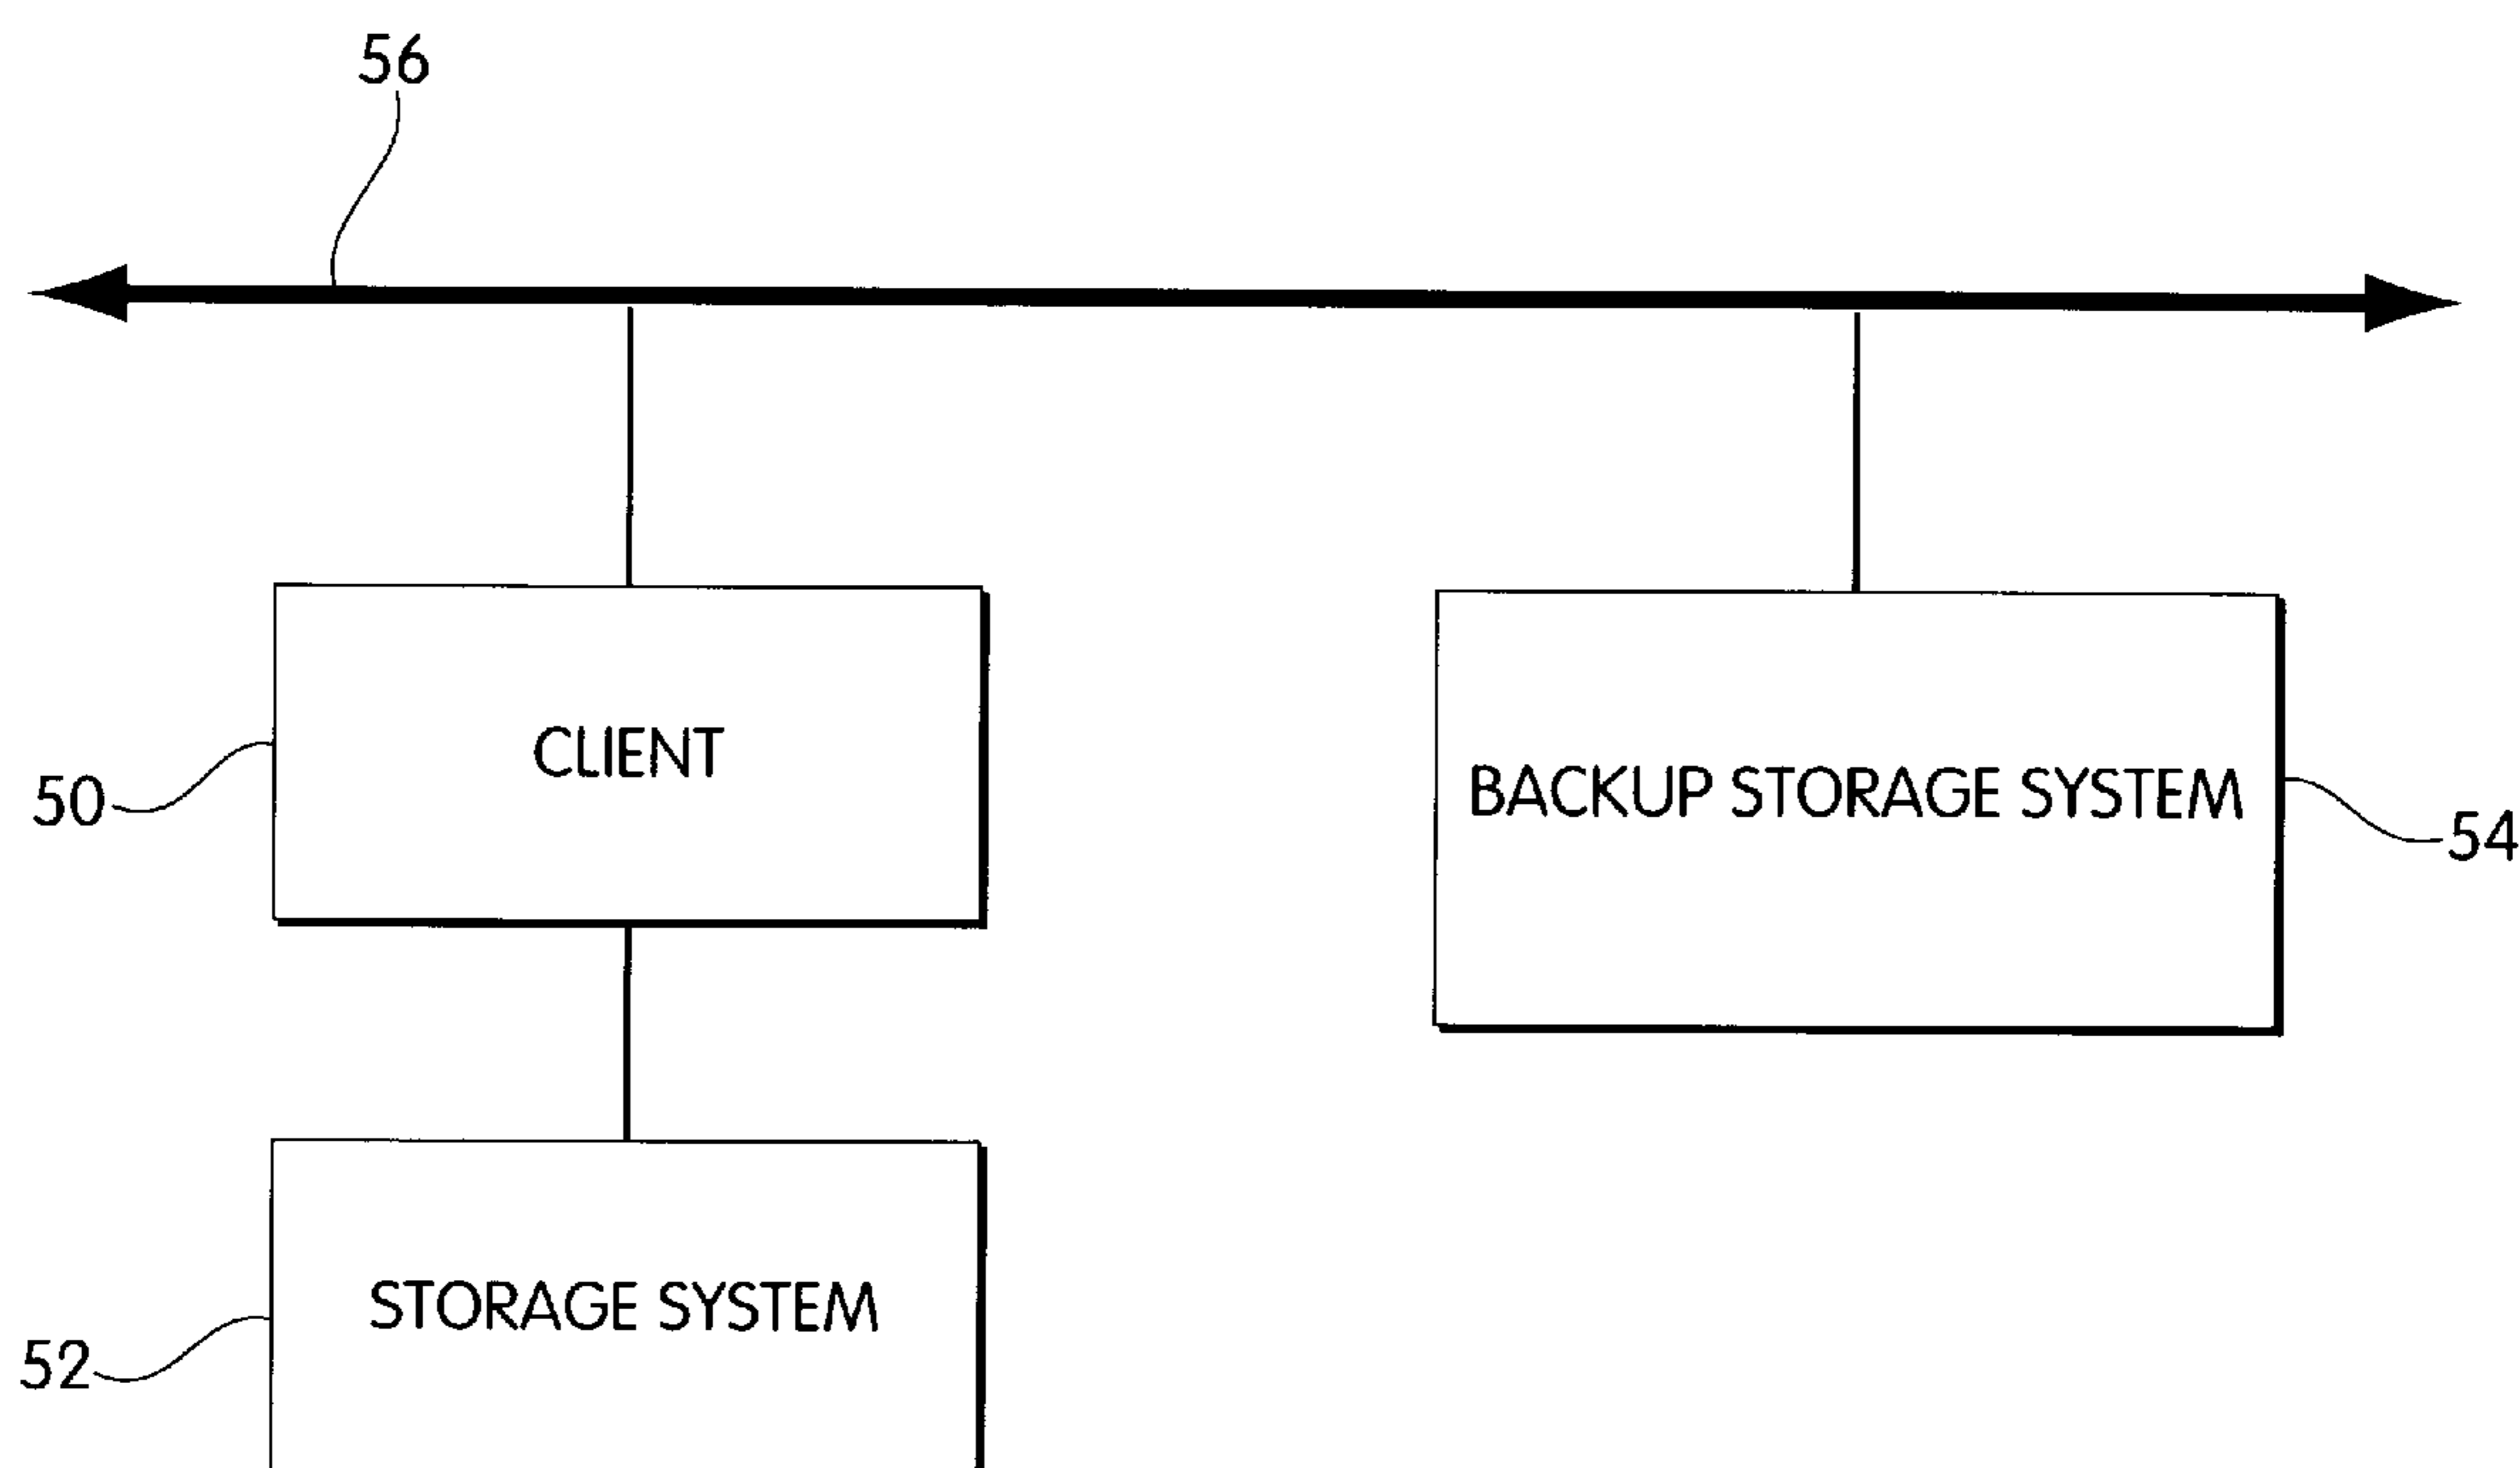 56
CLIENT
50
BACKUP STORAGE SYSTEM
54
STORAGE SYSTEM
52